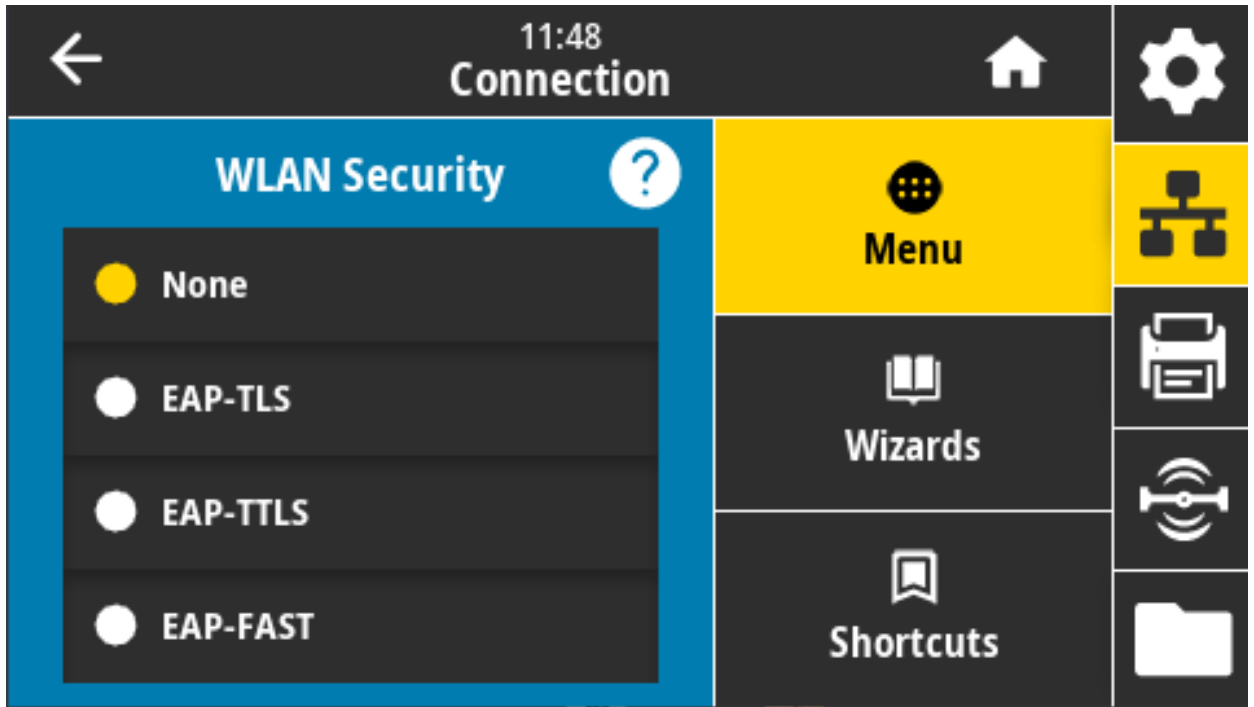 11:48
Connection
WLAN Security
?
None
EAP-TLS
EAP-TTLS
EAP-FAST
Menu
Wizards
Shortcuts